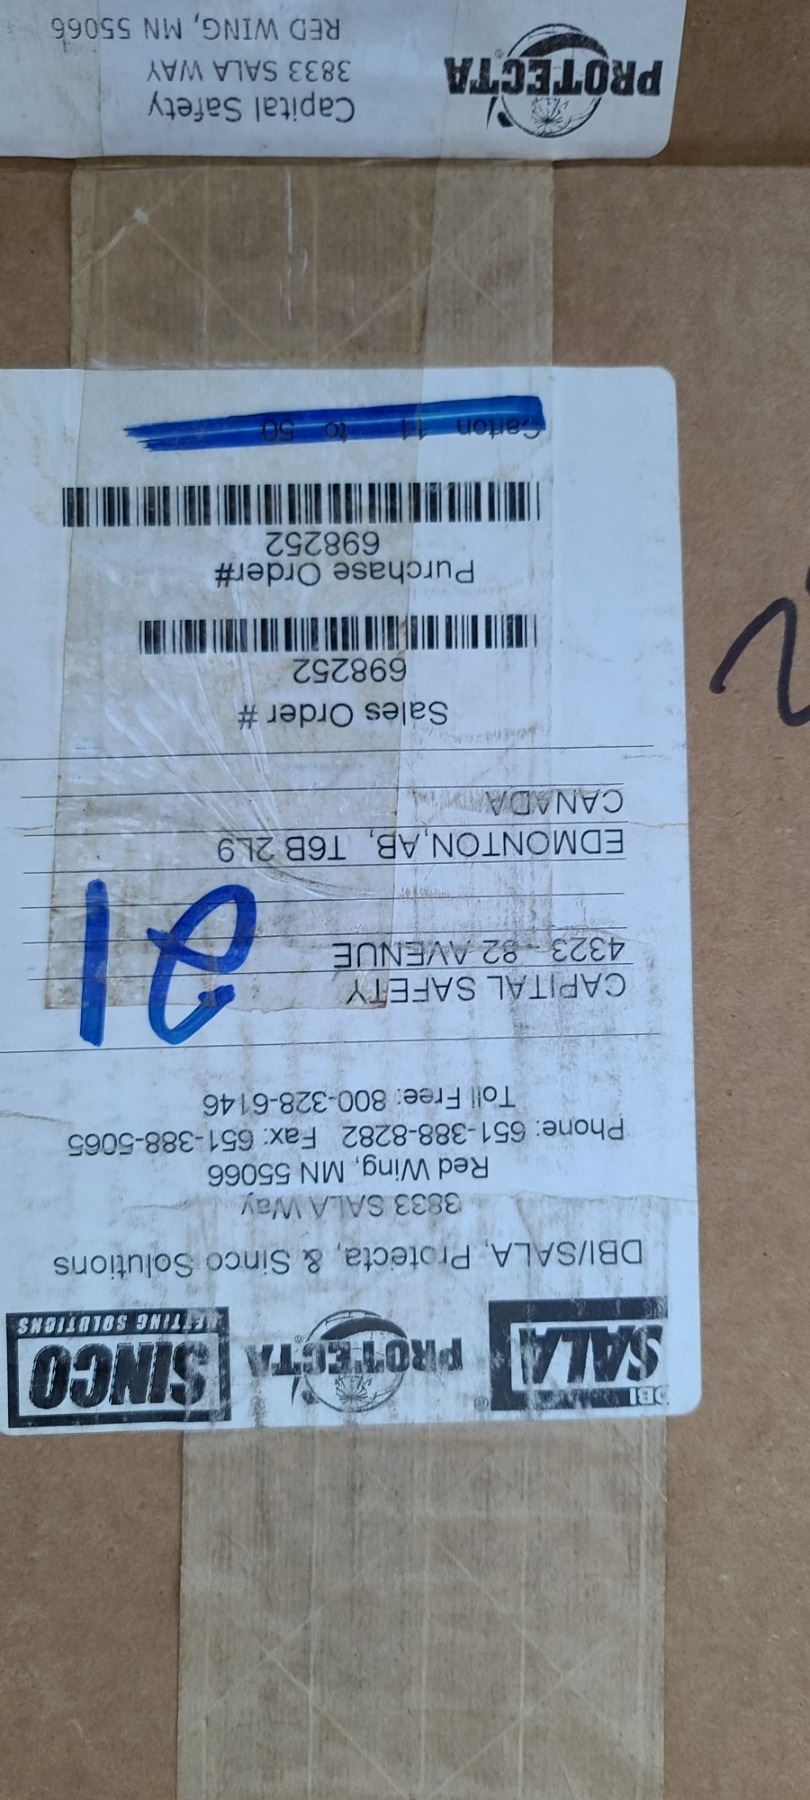 DBI
SALA® PROTECTA® SINCO
NETTING SOLUTIONS
DBI/SALA, Protecta, & Sinco Solutions
3833 SALA Way
Red Wing, MN 55066
Phone: 651-388-8282 Fax: 651-388-5065
Toll Free: 800-328-6146
CAPITAL SAFETY
4323 - 82 AVENUE
21
EDMONTON,AB, T6B 2L9
CANADA
Sales Order #
698252
Purchase Order#
698252
Carton 11 to 50
PROTECTA®
Capital Safety
3833 SALA WAY
RED WING, MN 55066